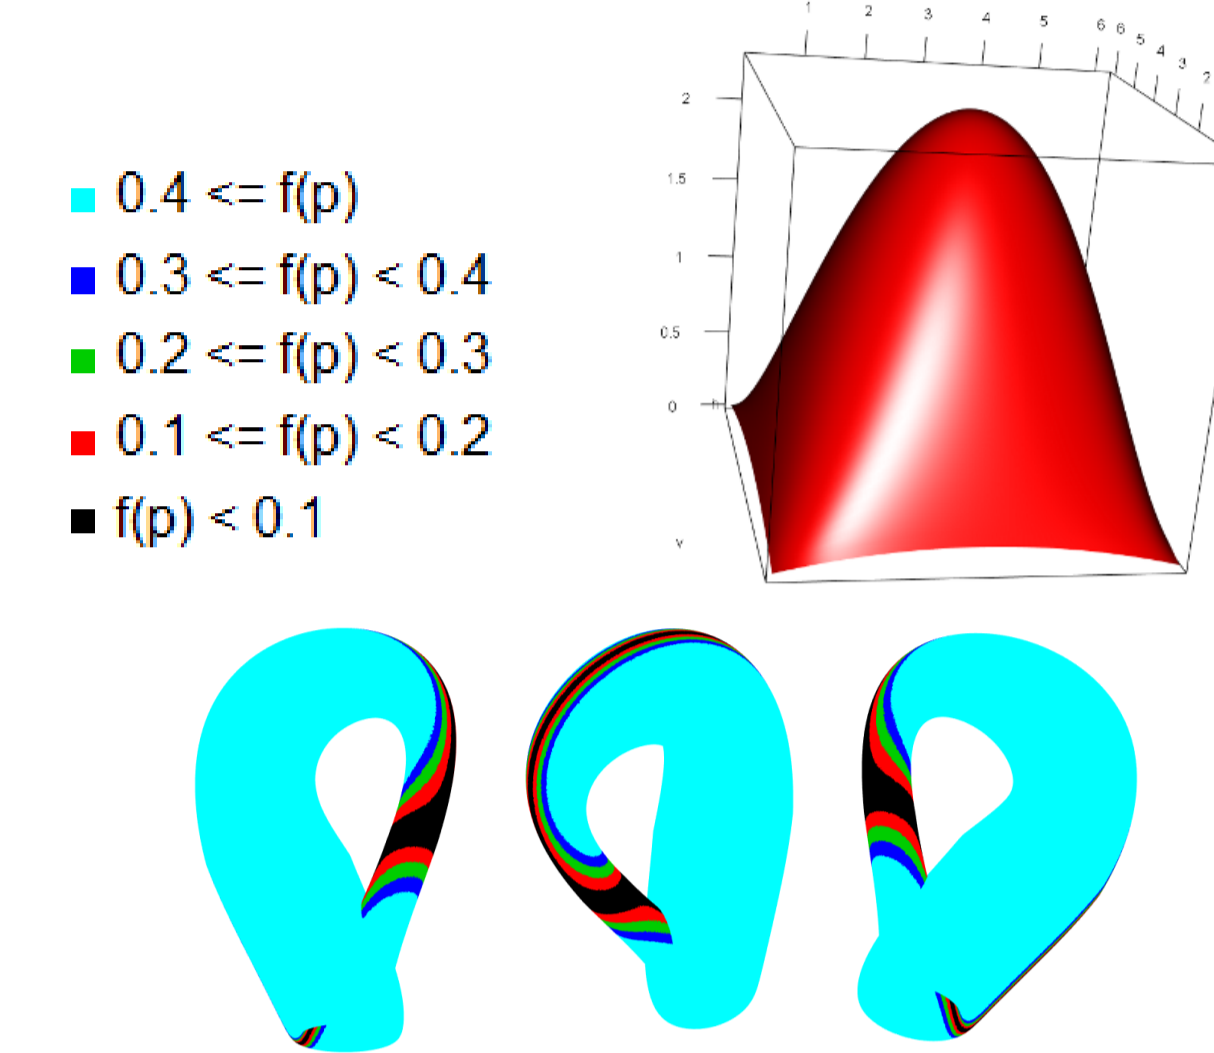 0.4 <= f(p)
0.3 <= f(p) < 0.4
0.2 <= f(p) < 0.3
0.1 <= f(p) < 0.2
f(p) < 0.1
1 2 3 4 5 6 6 5 4 3 2
2
1.5
1
0.5
0
v